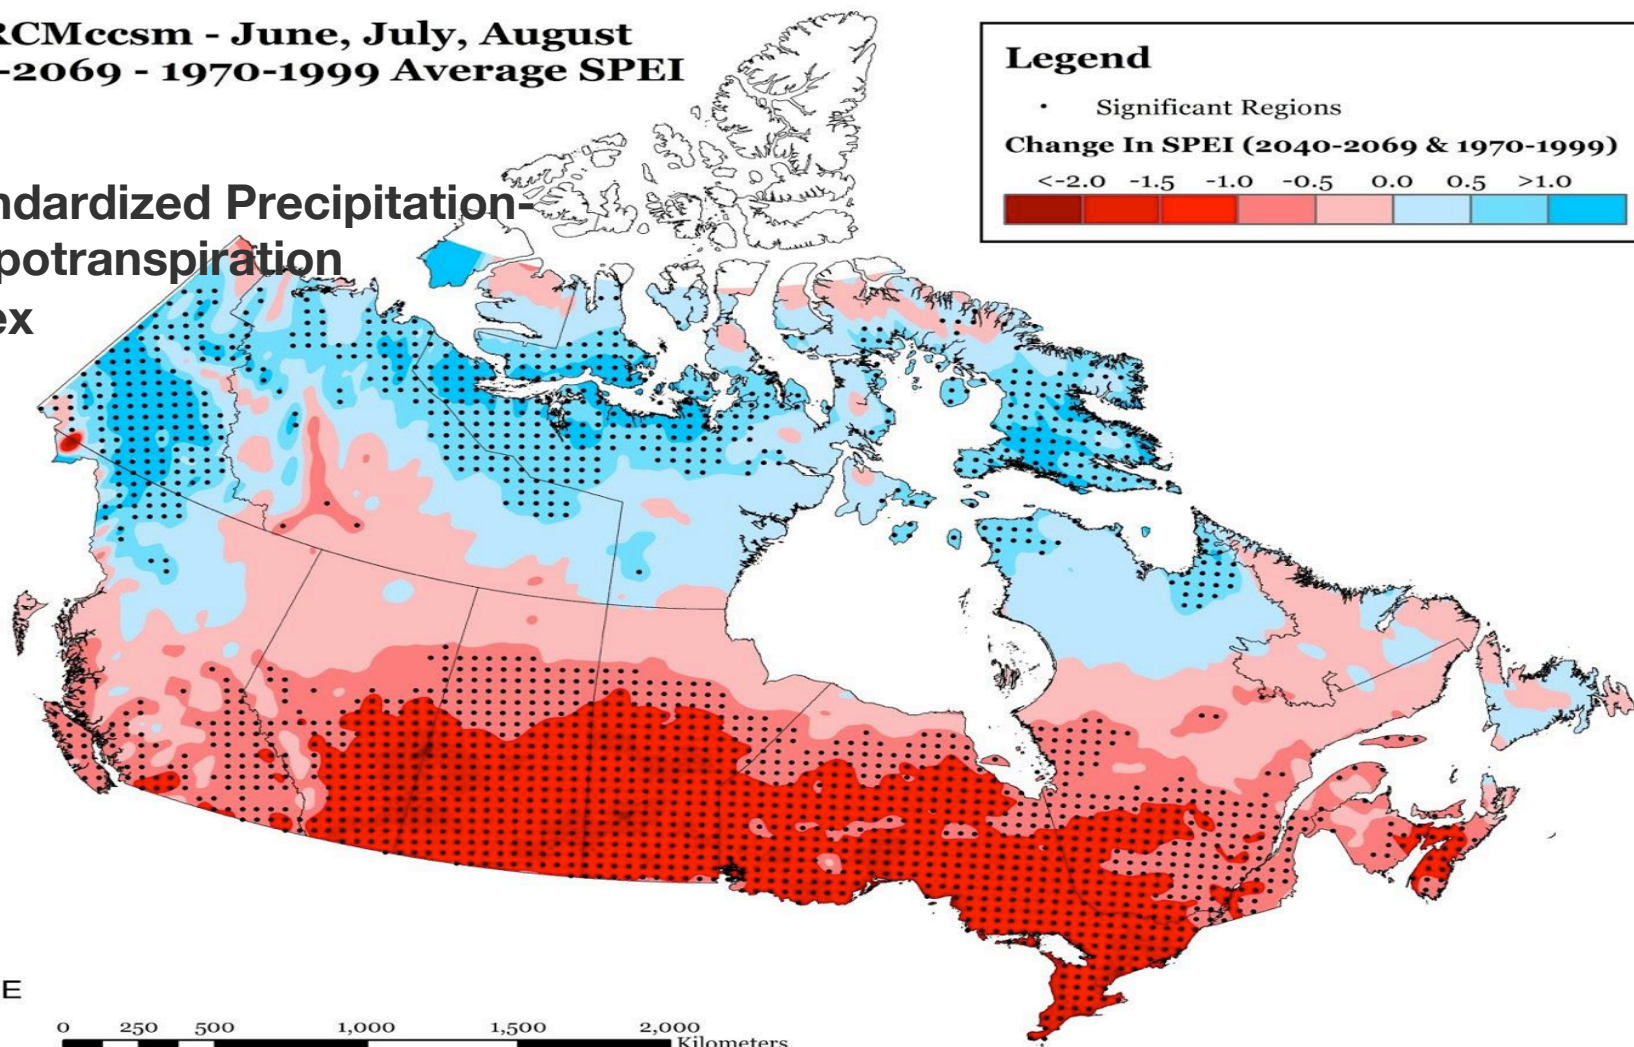 RCMccsm - June, July, August
-2069 - 1970-1999 Average SPEI
ndardized Precipitation-
potranspiration
ex
Legend
· Significant Regions
Change In SPEI (2040-2069 & 1970-1999)
<-2.0 -1.5 -1.0 -0.5 0.0 0.5 >1.0
E
0 250 500 1,000 1,500 2,000
Kilometers